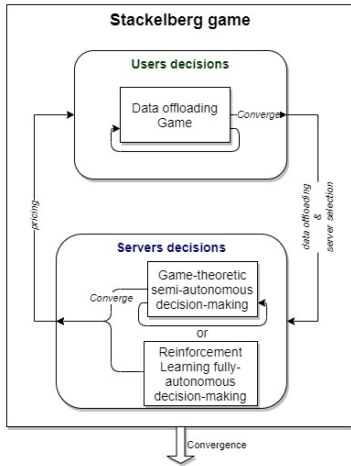 Stackelberg game
Users decisions
Data offloading
Game
Converge
pricing
data offloading
&
server selection
Servers decisions
Game-theoretic
semi-autonomous
decision-making
Converge
or
Reinforcement
Learning fully-
autonomous
decision-making
Convergence